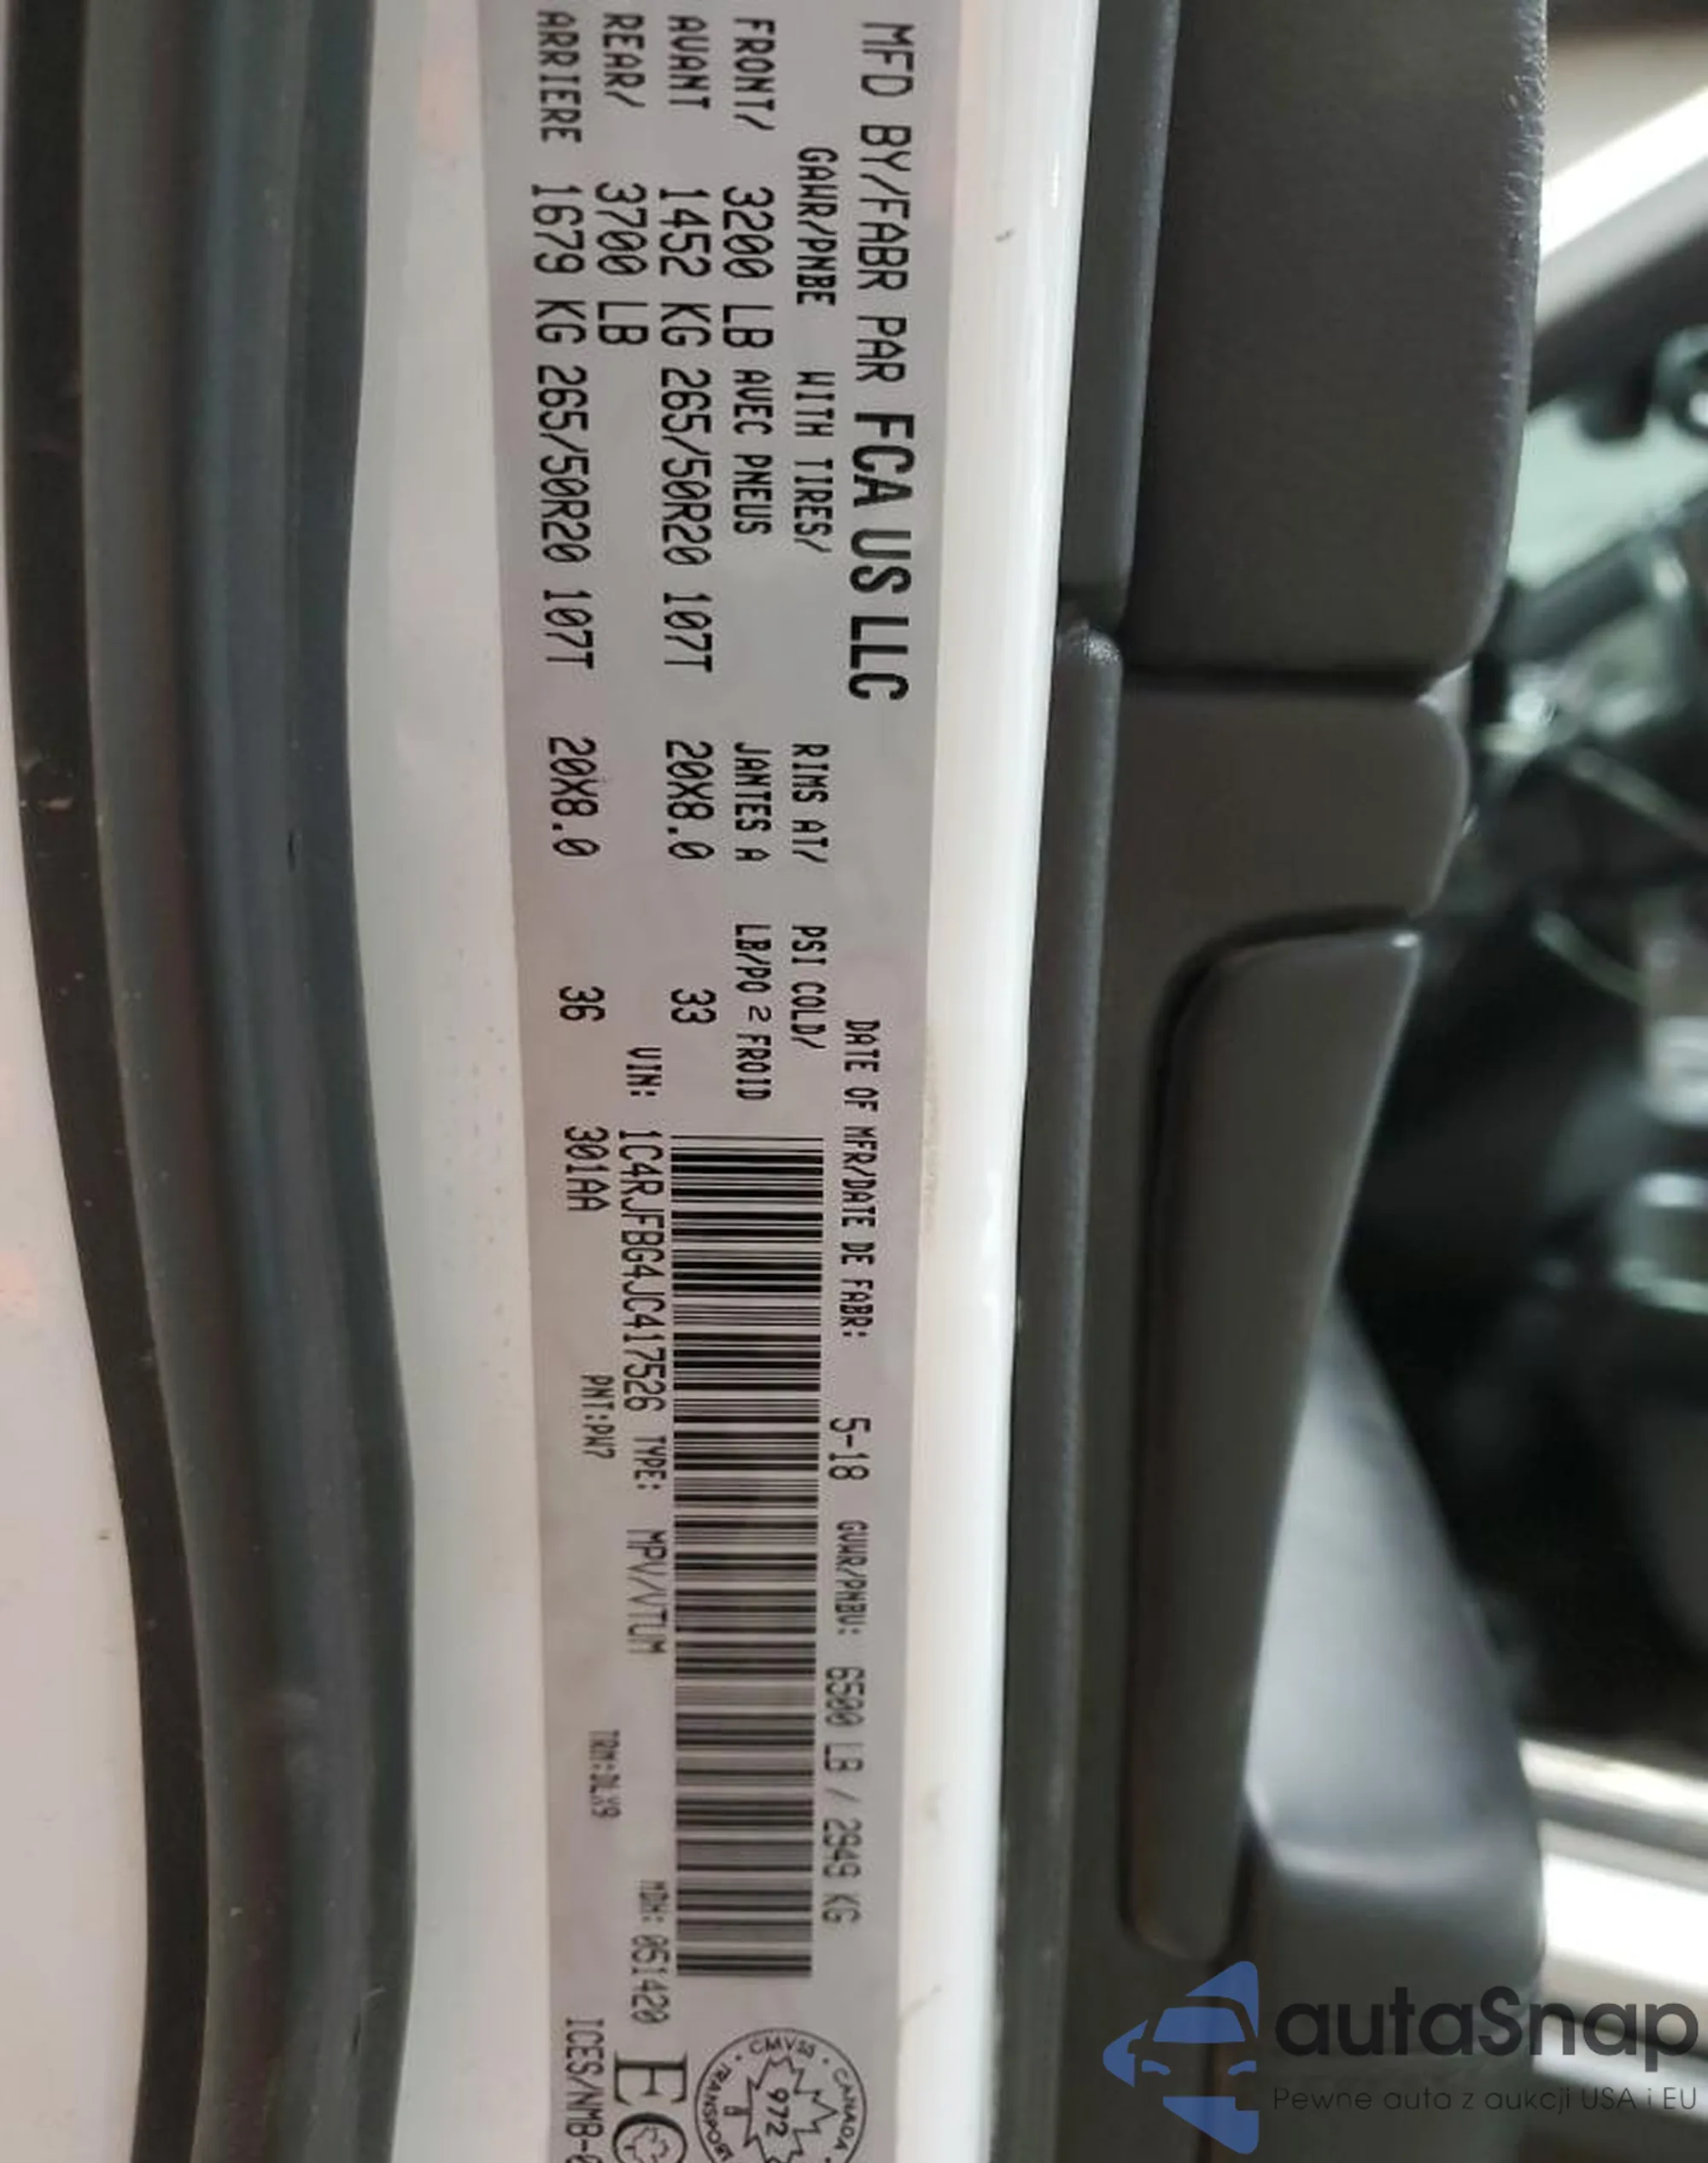 MFD BY/FABR PAR FCA US LLC
DATE OF MFR/DATE DE FABR: 5-18 GVWR/PNBV: 6500 LB / 2949 KG
GAWR/PNBE WITH TIRES/ RIMS AT/ PSI COLD/
FRONT/ 3200 LB AVEC PNEUS JANTES A LB/PO 2 FROID
AVANT 1452 KG 265/50R20 107T 20X8.0 33
REAR/ 3700 LB
VIN: 1C4RJFBG4JC417526 TYPE: MPV/VTUM MDH: 051420
ARRIERE 1679 KG 265/50R20 107T 20X8.0 36
301AA PNT:PW7 TRM:DLX9
ICES/NMB-
CMVSS
CANADA
TRANSPORT
972
autaSnap
Pewne auta z aukcji USA i EU